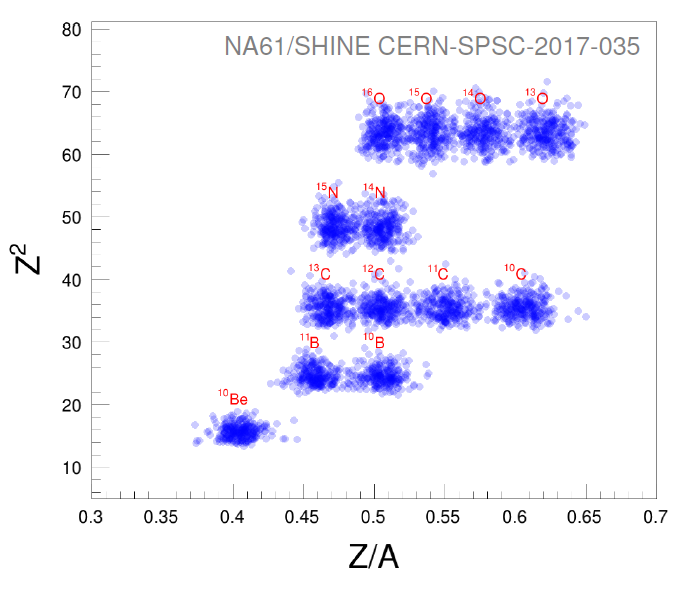 NA61/SHINE CERN-SPSC-2017-035
80
70
60
50
40
30
20
10
Z²
¹⁶O ¹⁵O ¹⁴O ¹³O
¹⁵N ¹⁴N
¹³C ¹²C ¹¹C ¹⁰C
¹¹B ¹⁰B
¹⁰Be
0.3 0.35 0.4 0.45 0.5 0.55 0.6 0.65 0.7
Z/A